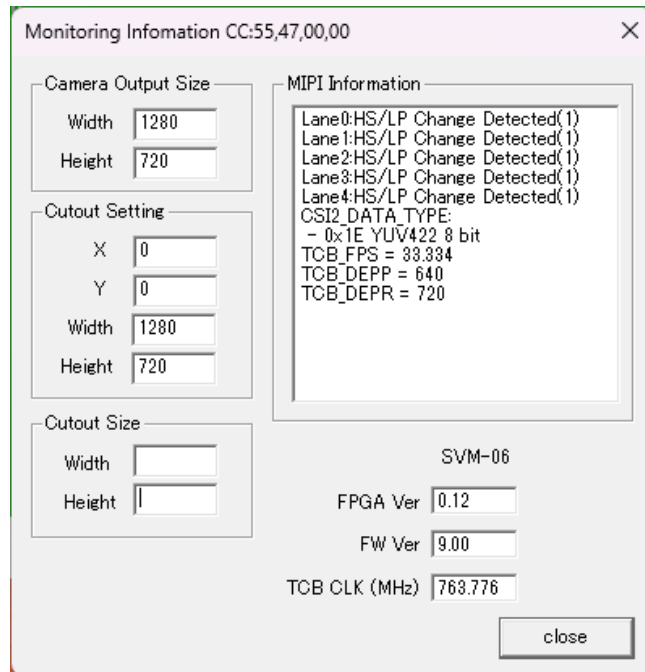 Monitoring Infomation CC:55,47,00,00
Camera Output Size
Width 1280
Height 720
Cutout Setting
X 0
Y 0
Width 1280
Height 720
Cutout Size
Width
Height
MIPI Information
Lane0:HS/LP Change Detected(1)
Lane1:HS/LP Change Detected(1)
Lane2:HS/LP Change Detected(1)
Lane3:HS/LP Change Detected(1)
Lane4:HS/LP Change Detected(1)
CSI2_DATA_TYPE:
- 0x1E YUV422 8 bit
TCB_FPS = 33.334
TCB_DEPP = 640
TCB_DEPR = 720
SVM-06
FPGA Ver 0.12
FW Ver 9.00
TCB CLK (MHz) 763.776
close